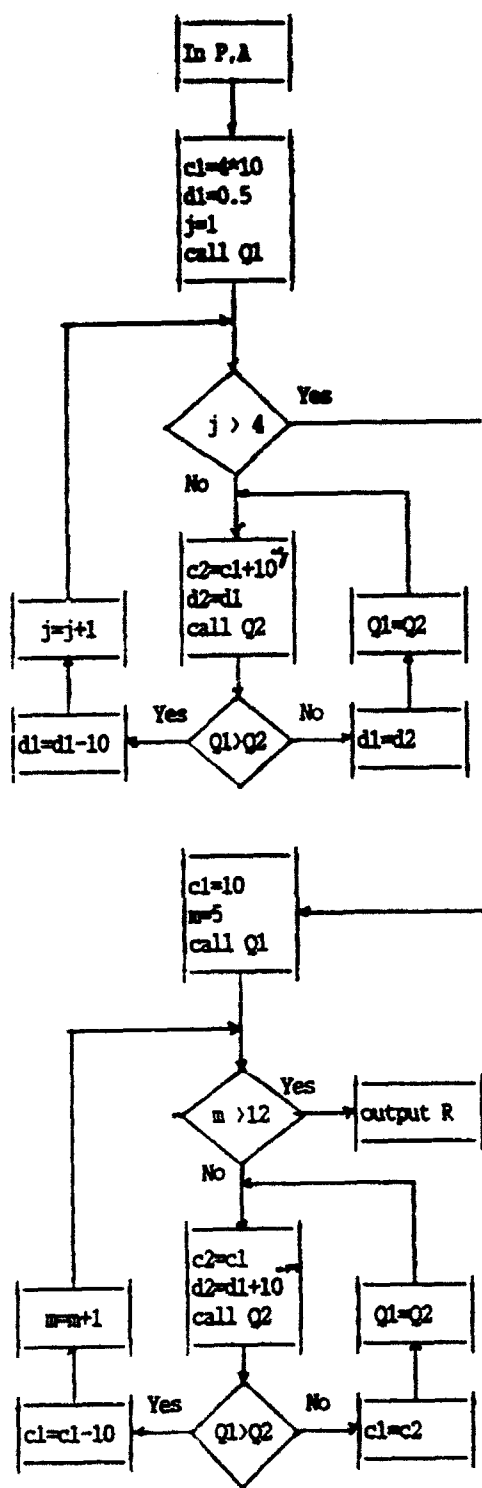 In P,A
c1=4*10
d1=0.5
j=1
call Q1
j > 4
Yes
No
c2=c1+10
d2=d1
call Q2
Q1>Q2
Yes
No
d1=d1-10
j=j+1
d1=d2
Q1=Q2
c1=10
m=5
call Q1
m >12
Yes
output R
No
c2=c1
d2=d1+10
call Q2
Q1>Q2
Yes
No
c1=c1-10
m=m+1
c1=c2
Q1=Q2